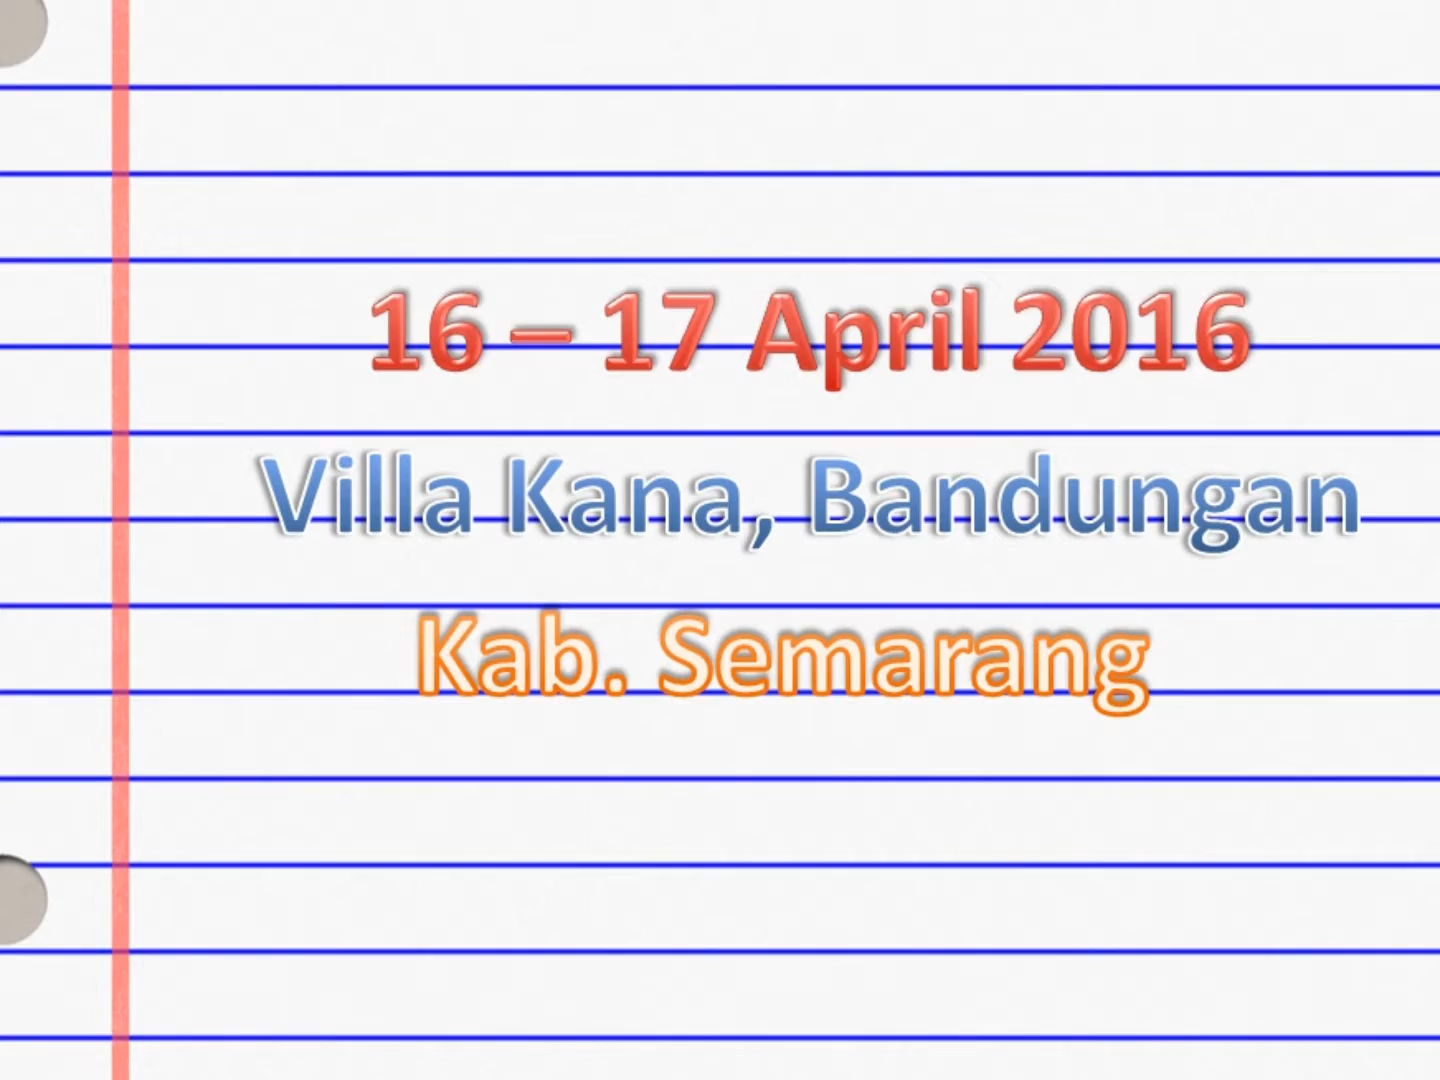 16 – 17 April 2016
Villa Kana, Bandungan
Kab. Semarang